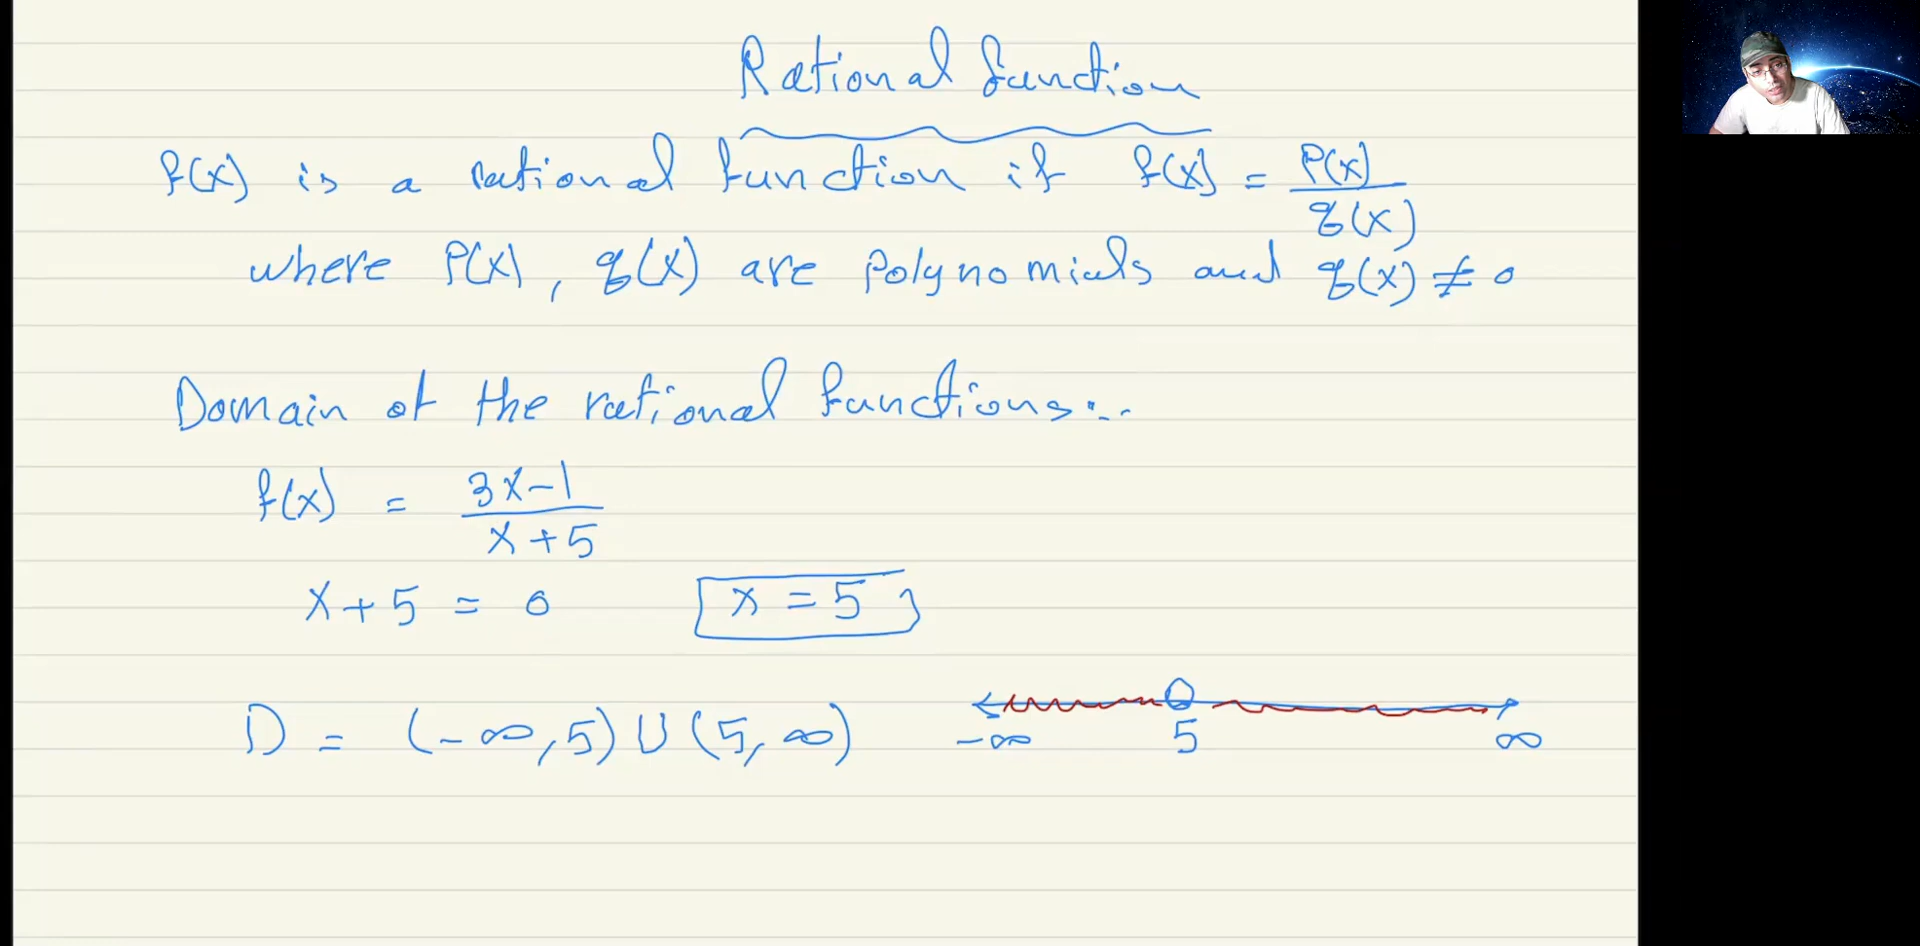 Rational function
f(x) is a rational function if f(x) = P(x)/q(x)
where P(x), q(x) are polynomials and q(x) ≠ 0
Domain of the rational functions:-
f(x) = 3x-1/x+5
x+5 = 0 x = 5
D = (-∞,5) U (5,∞) -∞ 5 ∞